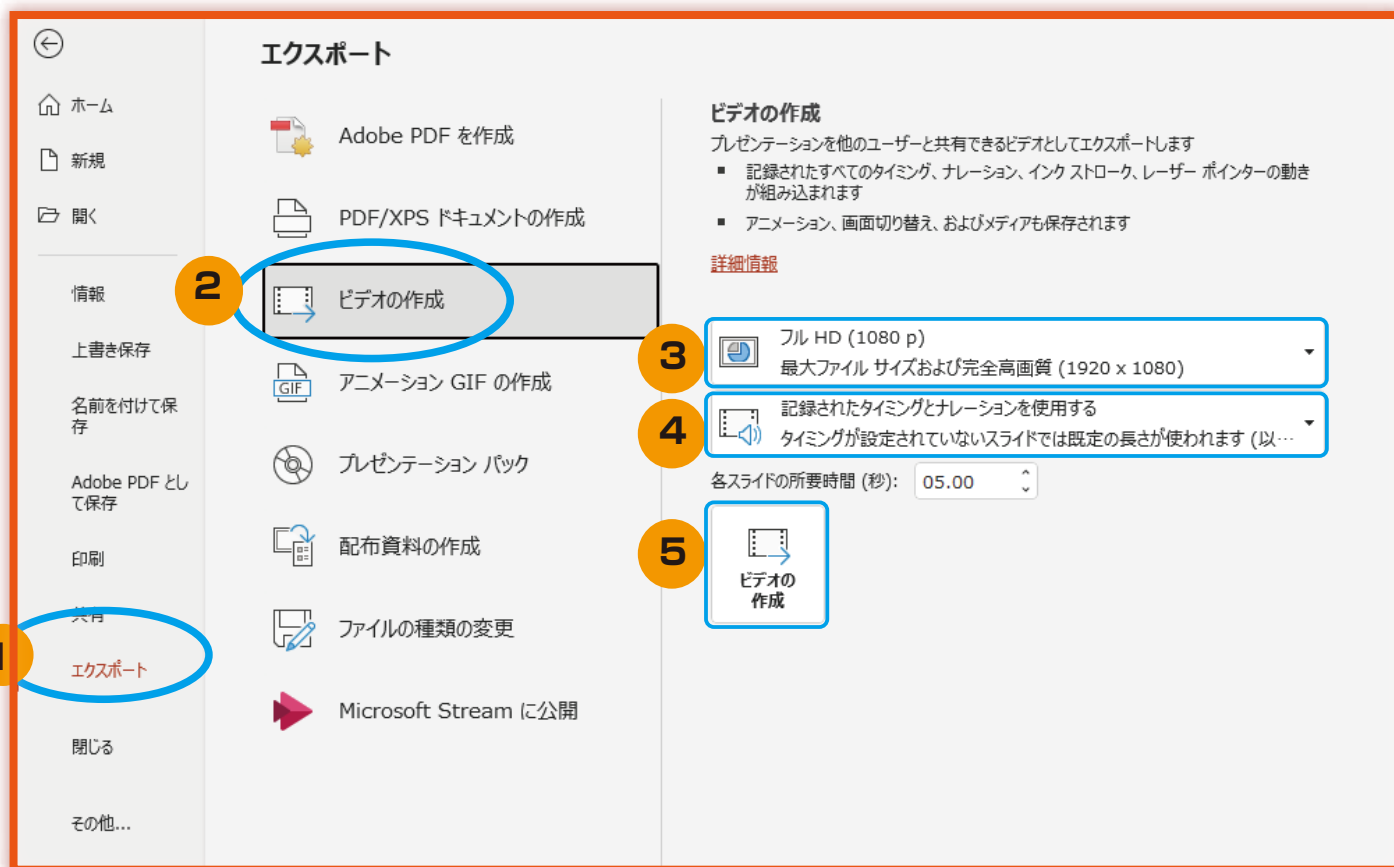 エクスポート
ホーム
新規
開く
情報
上書き保存
名前を付けて保
存
Adobe PDF とし
て保存
印刷
共有
1
エクスポート
閉じる
その他...
Adobe PDF を作成
PDF/XPS ドキュメントの作成
2
ビデオの作成
GIF
アニメーション GIF の作成
プレゼンテーション パック
配布資料の作成
ファイルの種類の変更
Microsoft Stream に公開
ビデオの作成
プレゼンテーションを他のユーザーと共有できるビデオとしてエクスポートします
■ 記録されたすべてのタイミング、ナレーション、インク ストローク、レーザー ポインターの動き
が組み込まれます
■ アニメーション、画面切り替え、およびメディアも保存されます
詳細情報
3
フル HD (1080 p)
最大ファイル サイズおよび完全高画質 (1920 x 1080)
4
記録されたタイミングとナレーションを使用する
タイミングが設定されていないスライドでは既定の長さが使われます (以…
各スライドの所要時間 (秒): 05.00
5
ビデオの
作成